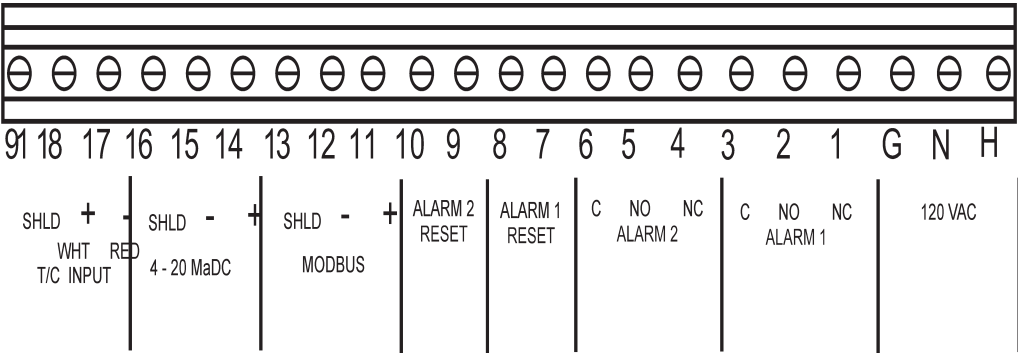 91 18 17 16 15 14 13 12 11 10 9 8 7 6 5 4 3 2 1 G N H
SHLD + -
WHT RED
T/C INPUT
SHLD - +
4 - 20 MaDC
SHLD - +
MODBUS
ALARM 2
RESET
ALARM 1
RESET
C NO NC
ALARM 2
C NO NC
ALARM 1
120 VAC